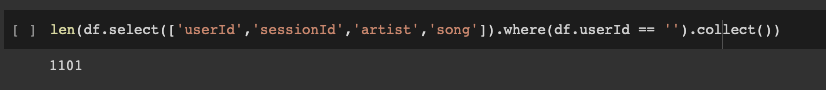 [ ] len(df.select(['userId','sessionId','artist','song']).where(df.userId == '').collect())
1101